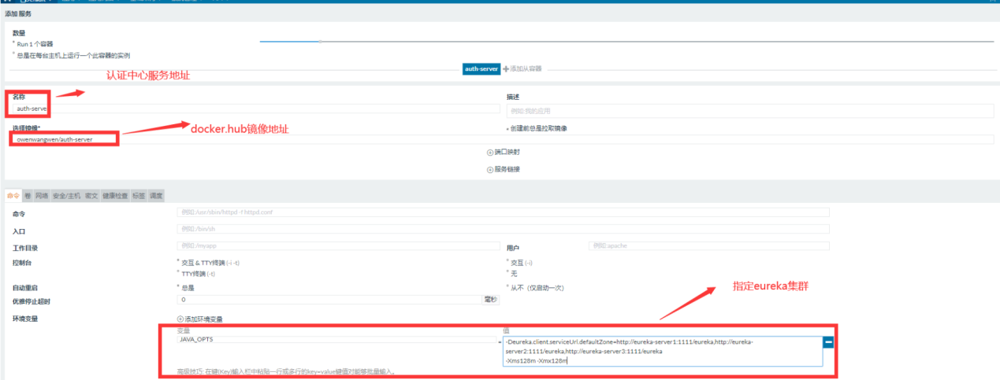 添加服务
数量
Run 1 个容器
总是在每台主机上运行一个此容器的实例
auth-server 添加从容器
认证中心服务地址
名称 描述
auth-server 例如:我的应用
docker.hub镜像地址
选择镜像* 创建前总是拉取镜像
owenwangwen/auth-server
端口映射
服务链接
命令 卷 网络 安全/主机 密文 健康检查 标签 调度
命令 例如:/usr/sbin/httpd -f httpd.conf
入口 例如:/bin/sh
工作目录 例如:/myapp 用户 例如:apache
控制台 交互 & TTY终端 (-i -t) 交互 (-i)
TTY终端 (-t) 无
自动重启 总是 从不（仅启动一次）
指定eureka集群
优雅停止超时 0 毫秒
环境变量 添加环境变量
变量 值
JAVA_OPTS = -Deureka.client.serviceUrl.defaultZone=http://eureka-server1:1111/eureka,http://eureka-
server2:1111/eureka,http://eureka-server3:1111/eureka
-Xms128m -Xmx128m
高级技巧: 在键(Key)输入栏中粘贴一行或多行的key=value键值对能够批量输入。